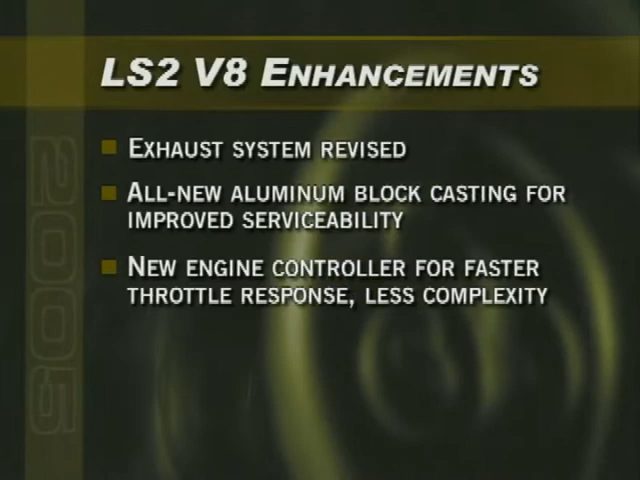 LS2 V8 ENHANCEMENTS
EXHAUST SYSTEM REVISED
ALL-NEW ALUMINUM BLOCK CASTING FOR
IMPROVED SERVICEABILITY
NEW ENGINE CONTROLLER FOR FASTER
THROTTLE RESPONSE, LESS COMPLEXITY
2005